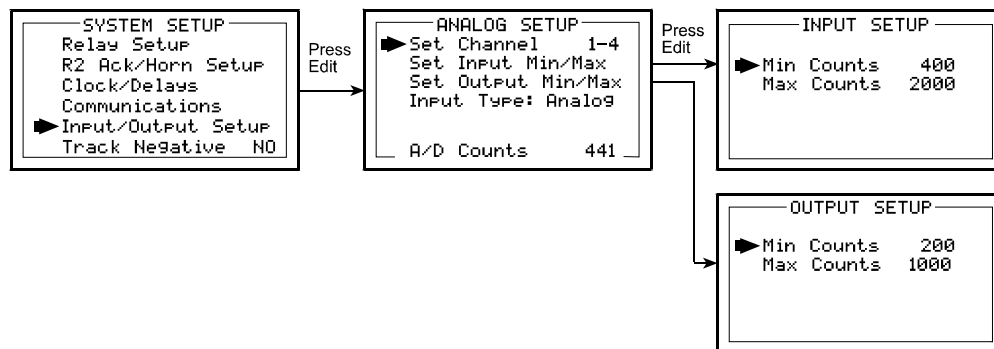 SYSTEM SETUP
Relay Setup
R2 Ack/Horn Setup
Clock/Delays
Communications
Input/Output Setup
Track Negative NO
Press
Edit
ANALOG SETUP
Set Channel 1-4
Set Input Min/Max
Set Output Min/Max
Input Type: Analog
A/D Counts 441
Press
Edit
INPUT SETUP
Min Counts 400
Max Counts 2000
OUTPUT SETUP
Min Counts 200
Max Counts 1000